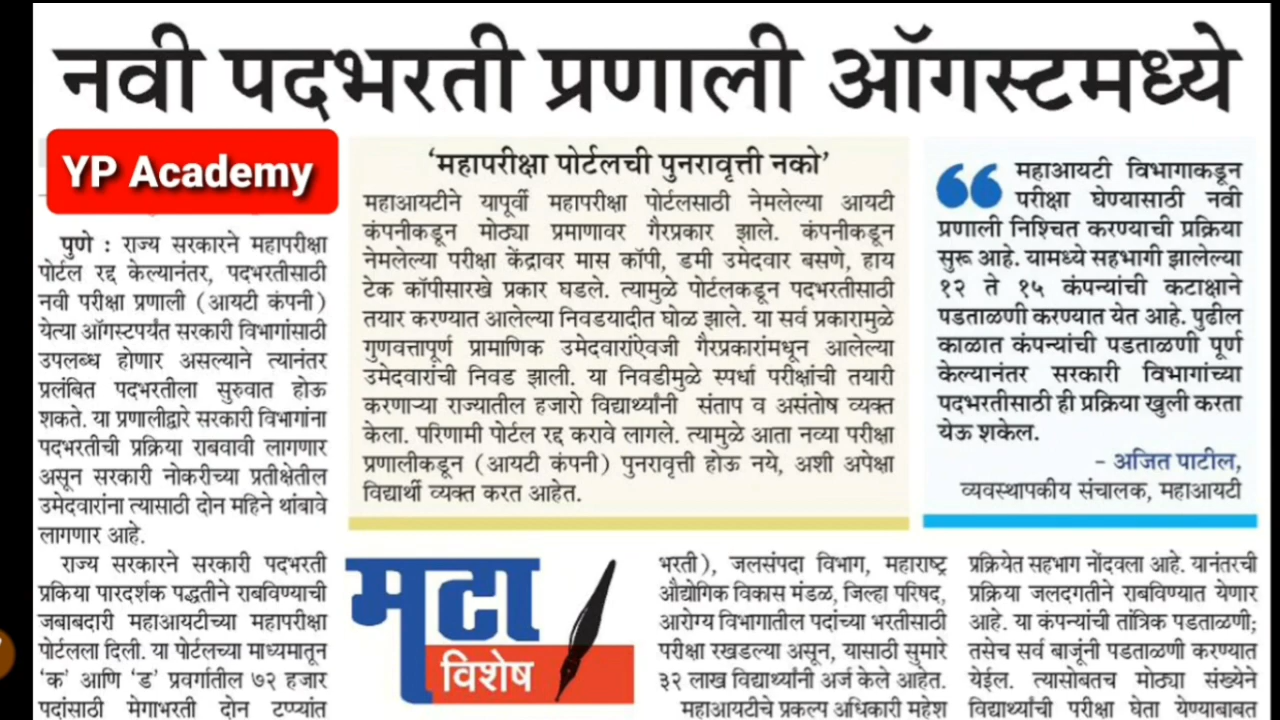 नवी पदभरती प्रणाली ऑगस्टमध्ये
YP Academy
पुणे : राज्य सरकारने महापरीक्षा
पोर्टल रद्द केल्यानंतर, पदभरतीसाठी
नवी परीक्षा प्रणाली (आयटी कंपनी)
येत्या ऑगस्टपर्यंत सरकारी विभागांसाठी
उपलब्ध होणार असल्याने त्यानंतर
प्रलंबित पदभरतीला सुरुवात होऊ
शकते. या प्रणालीद्वारे सरकारी विभागांना
पदभरतीची प्रक्रिया राबवावी लागणार
असून सरकारी नोकरीच्या प्रतीक्षेतील
उमेदवारांना त्यासाठी दोन महिने थांबावे
लागणार आहे.
राज्य सरकारने सरकारी पदभरती
प्रकिया पारदर्शक पद्धतीने राबविण्याची
जबाबदारी महाआयटीच्या महापरीक्षा
पोर्टलला दिली. या पोर्टलच्या माध्यमातून
'क' आणि 'ड' प्रवर्गातील ७२ हजार
पदांसाठी मेगाभरती दोन टप्प्यांत
'महापरीक्षा पोर्टलची पुनरावृत्ती नको'
महाआयटीने यापूर्वी महापरीक्षा पोर्टलसाठी नेमलेल्या आयटी
कंपनीकडून मोठ्या प्रमाणावर गैरप्रकार झाले. कंपनीकडून
नेमलेल्या परीक्षा केंद्रावर मास कॉपी, डमी उमेदवार बसणे, हाय
टेक कॉपीसारखे प्रकार घडले. त्यामुळे पोर्टलकडून पदभरतीसाठी
तयार करण्यात आलेल्या निवडयादीत घोळ झाले. या सर्व प्रकारामुळे
गुणवत्तापूर्ण प्रामाणिक उमेदवारांऐवजी गैरप्रकारांमधून आलेल्या
उमेदवारांची निवड झाली. या निवडीमुळे स्पर्धा परीक्षांची तयारी
करणाऱ्या राज्यातील हजारो विद्यार्थ्यांनी संताप व असंतोष व्यक्त
केला. परिणामी पोर्टल रद्द करावे लागले. त्यामुळे आता नव्या परीक्षा
प्रणालीकडून (आयटी कंपनी) पुनरावृत्ती होऊ नये, अशी अपेक्षा
विद्यार्थी व्यक्त करत आहेत.
महाआयटी विभागाकडून
परीक्षा घेण्यासाठी नवी
प्रणाली निश्चित करण्याची प्रक्रिया
सुरू आहे. यामध्ये सहभागी झालेल्या
१२ ते १५ कंपन्यांची कटाक्षाने
पडताळणी करण्यात येत आहे. पुढील
काळात कंपन्यांची पडताळणी पूर्ण
केल्यानंतर सरकारी विभागांच्या
पदभरतीसाठी ही प्रक्रिया खुली करता
येऊ शकेल.
- अजित पाटील,
व्यवस्थापकीय संचालक, महाआयटी
मटा
विशेष
भरती), जलसंपदा विभाग, महाराष्ट्र
औद्योगिक विकास मंडळ, जिल्हा परिषद,
आरोग्य विभागातील पदांच्या भरतीसाठी
परीक्षा रखडल्या असून, यासाठी सुमारे
३२ लाख विद्यार्थ्यांनी अर्ज केले आहेत.
महाआयटीचे प्रकल्प अधिकारी महेश
प्रक्रियेत सहभाग नोंदवला आहे. यानंतरची
प्रक्रिया जलदगतीने राबविण्यात येणार
आहे. या कंपन्यांची तांत्रिक पडताळणी;
तसेच सर्व बाजूंनी पडताळणी करण्यात
येईल. त्यासोबतच मोठ्या संख्येने
विद्यार्थ्यांची परीक्षा घेता येण्याबाबत